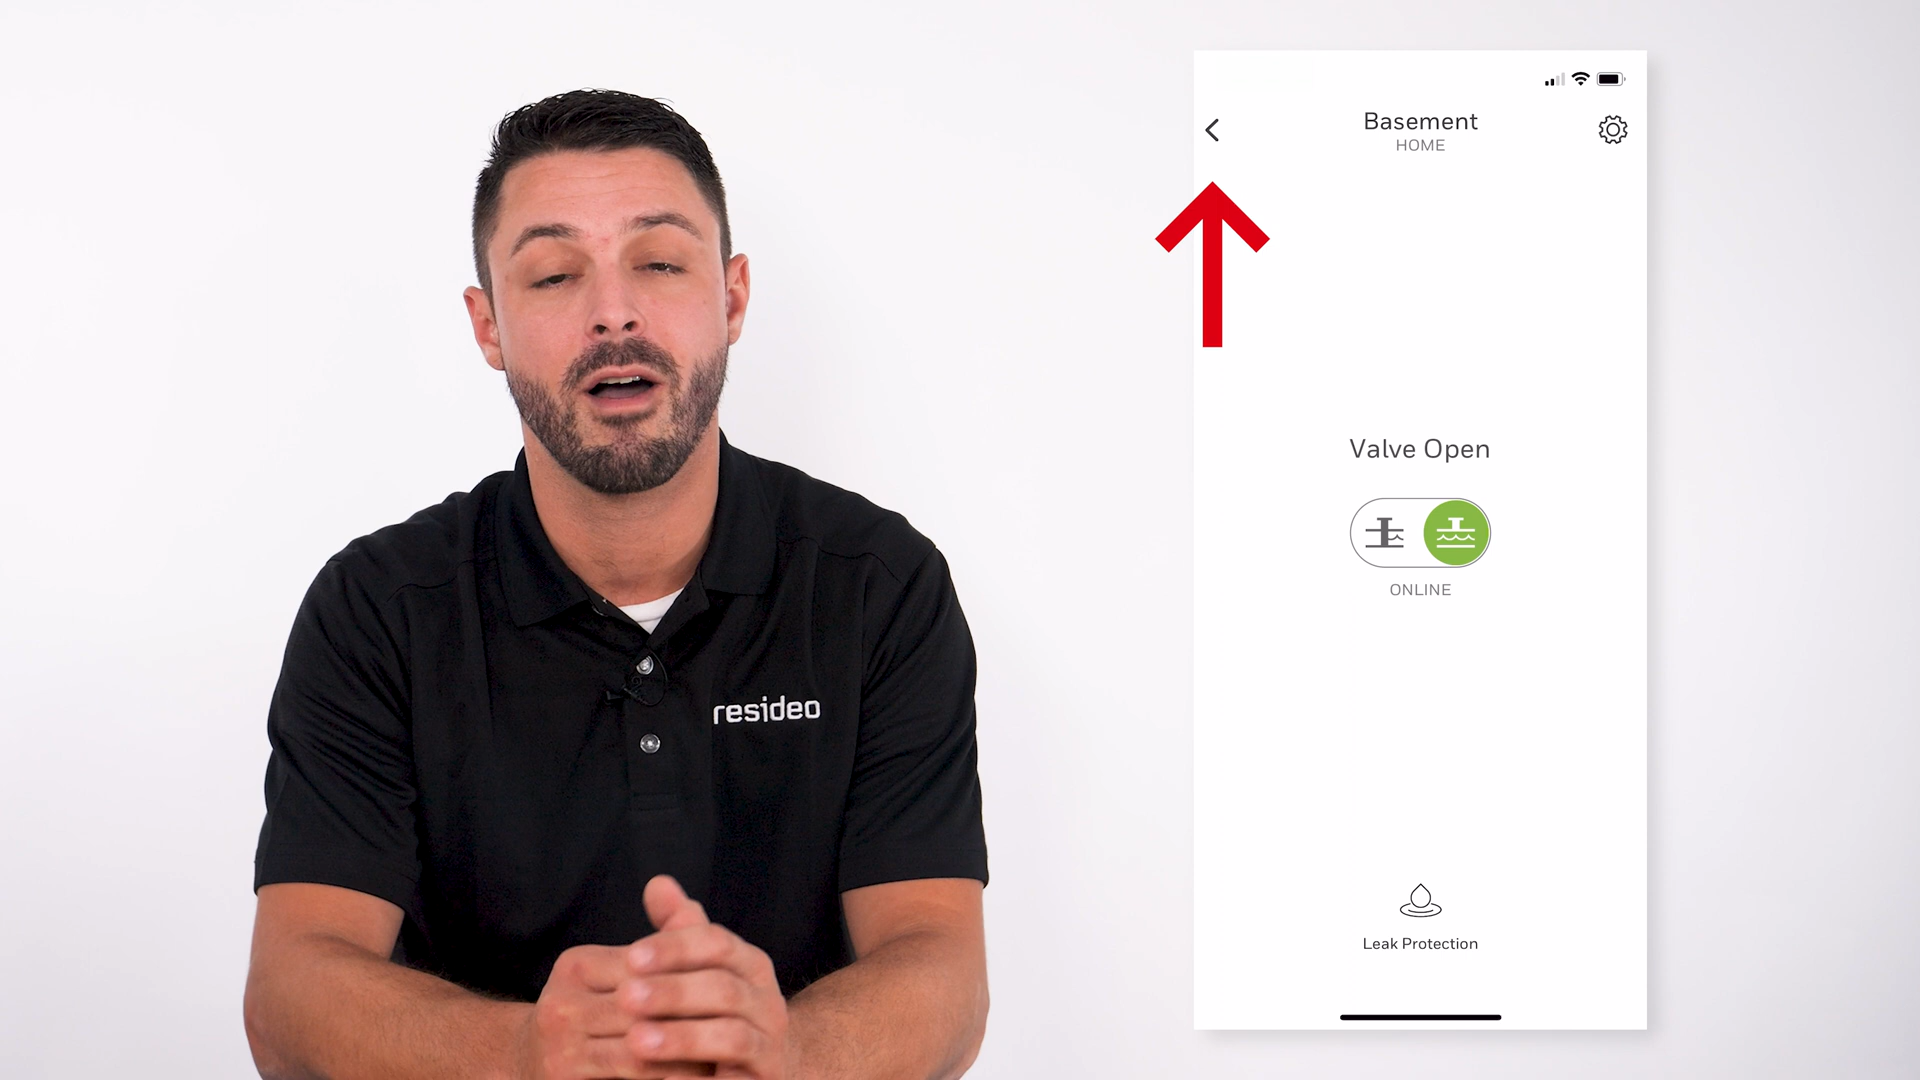 Basement
HOME
Valve Open
ONLINE
Leak Protection
resideo